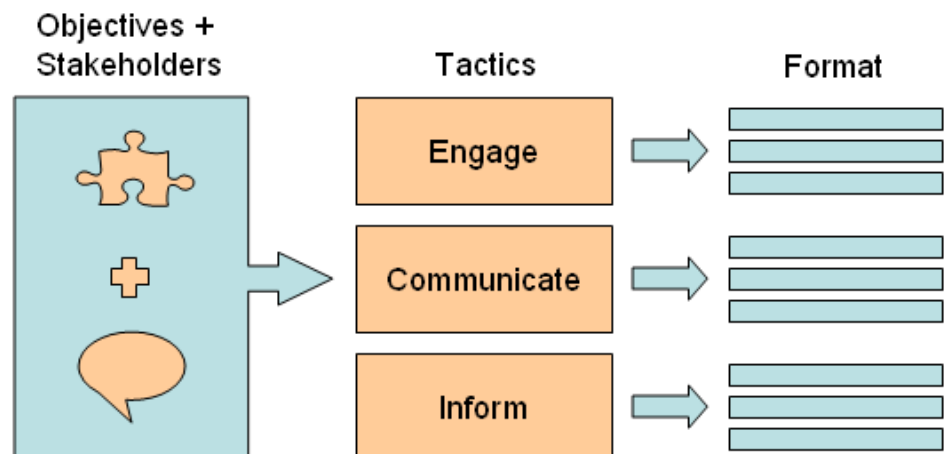 Objectives +
Stakeholders
Tactics
Format
Engage
Communicate
Inform